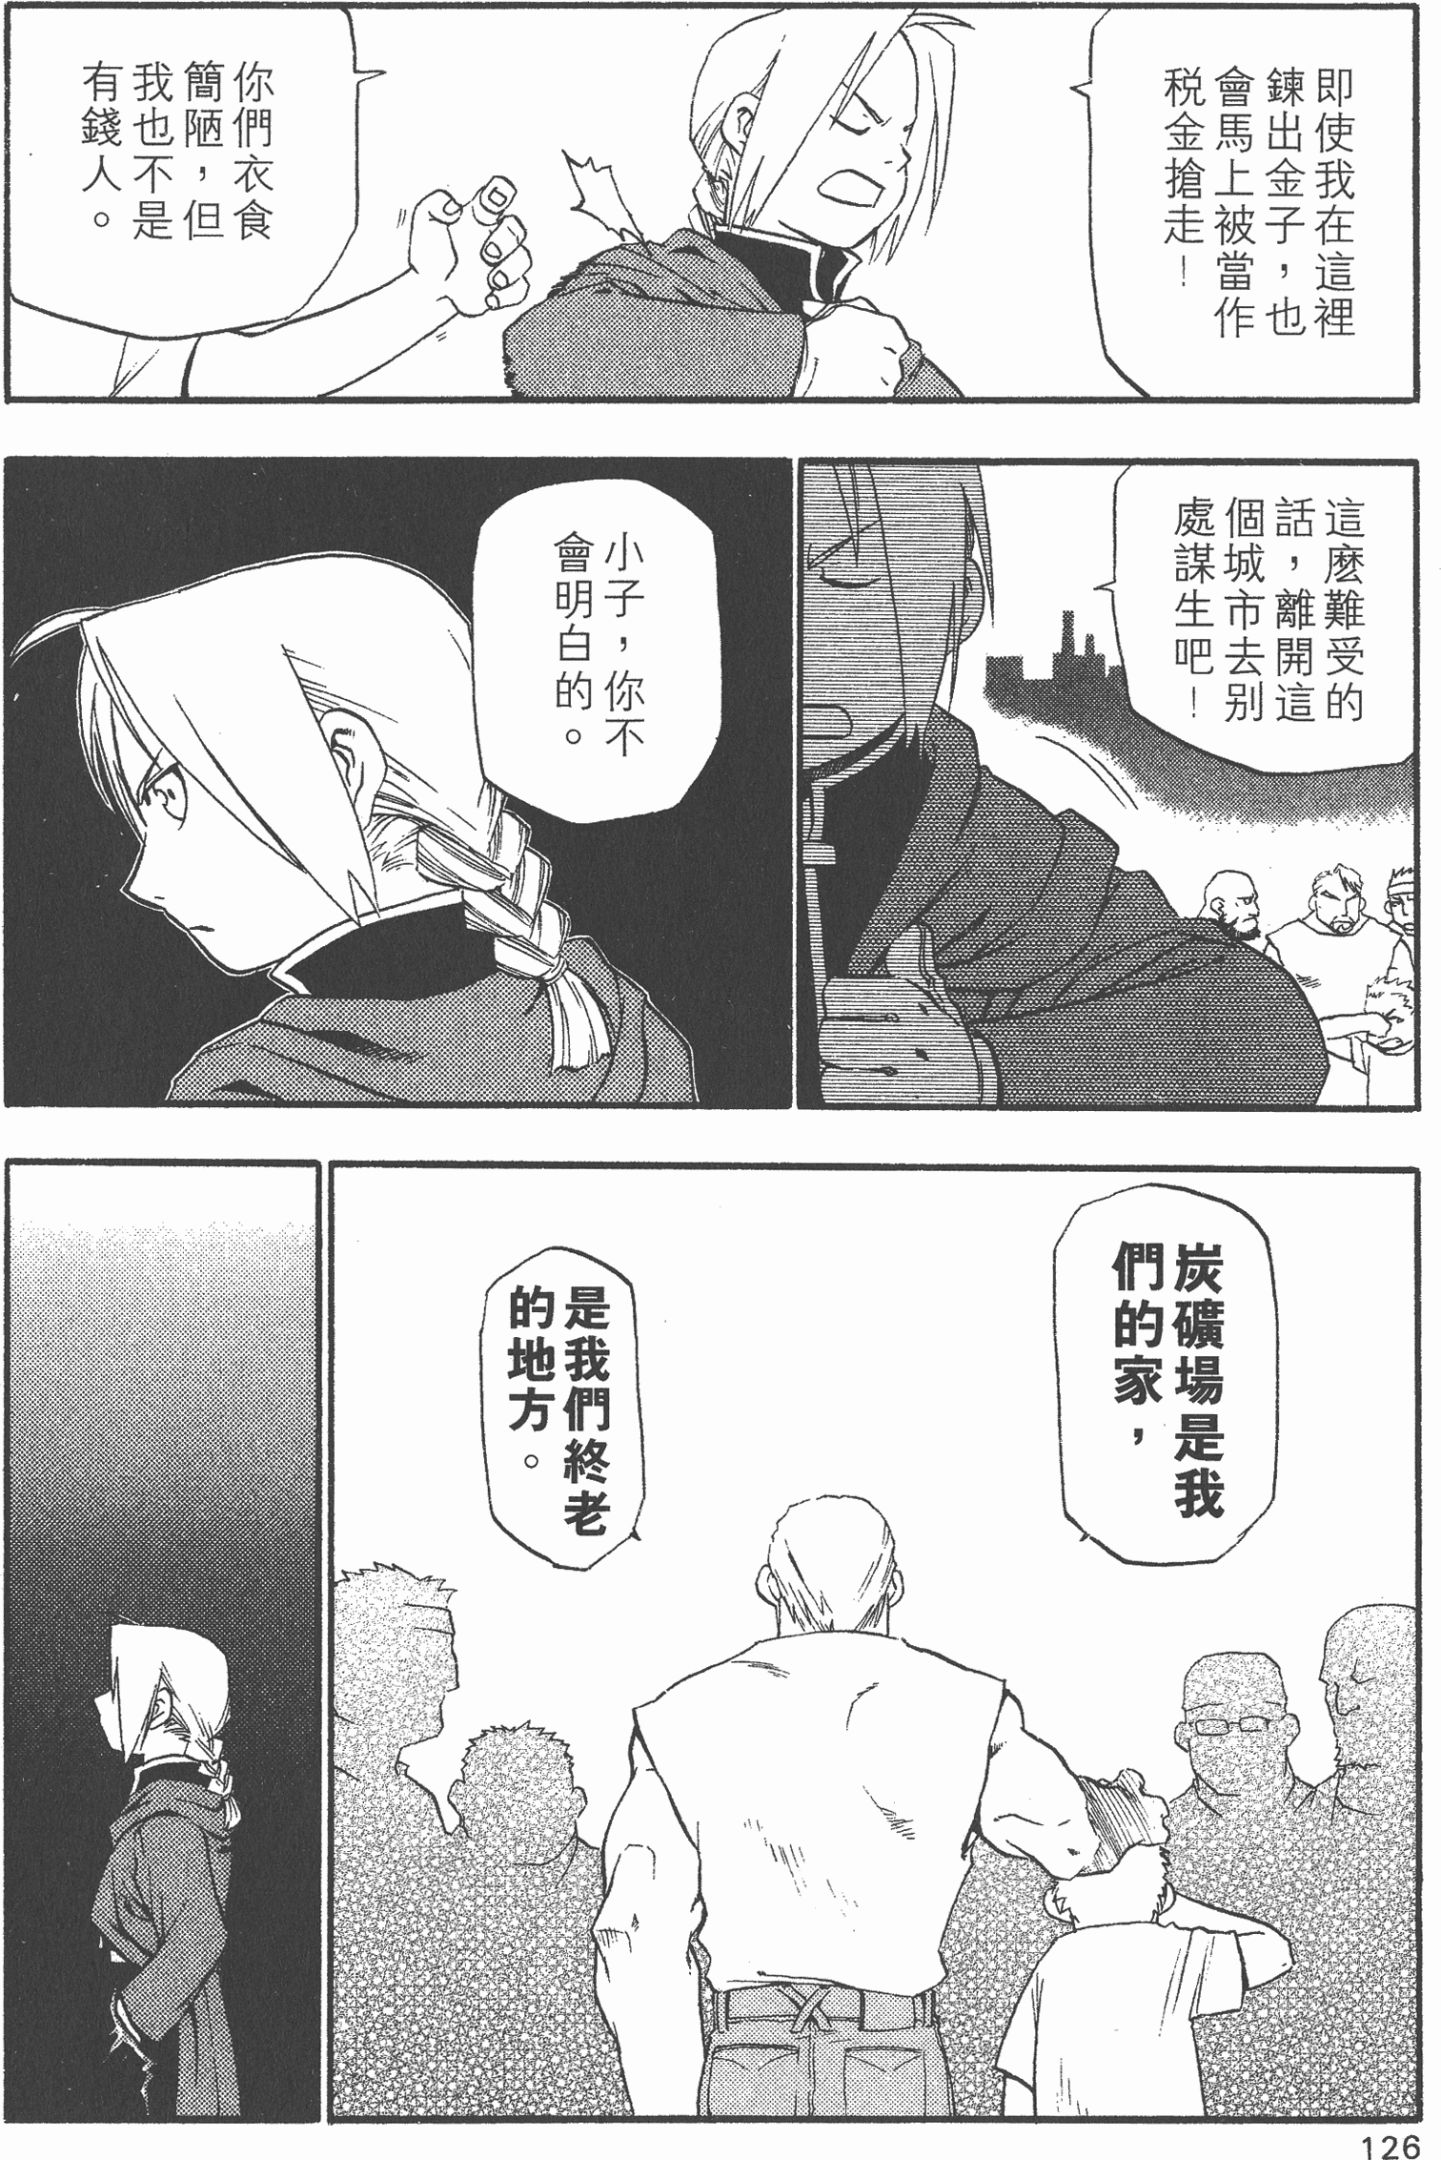 即使我在這裡
鍊出金子，也
會馬上被當作
税金搶走！
你們衣食
簡陋，但
我也不是
有錢人。
這麼難受的
話，離開這
個城市去別
處謀生吧！
小子，你不
會明白的。
炭礦場是我
們的家，
是我們終老
的地方。
126